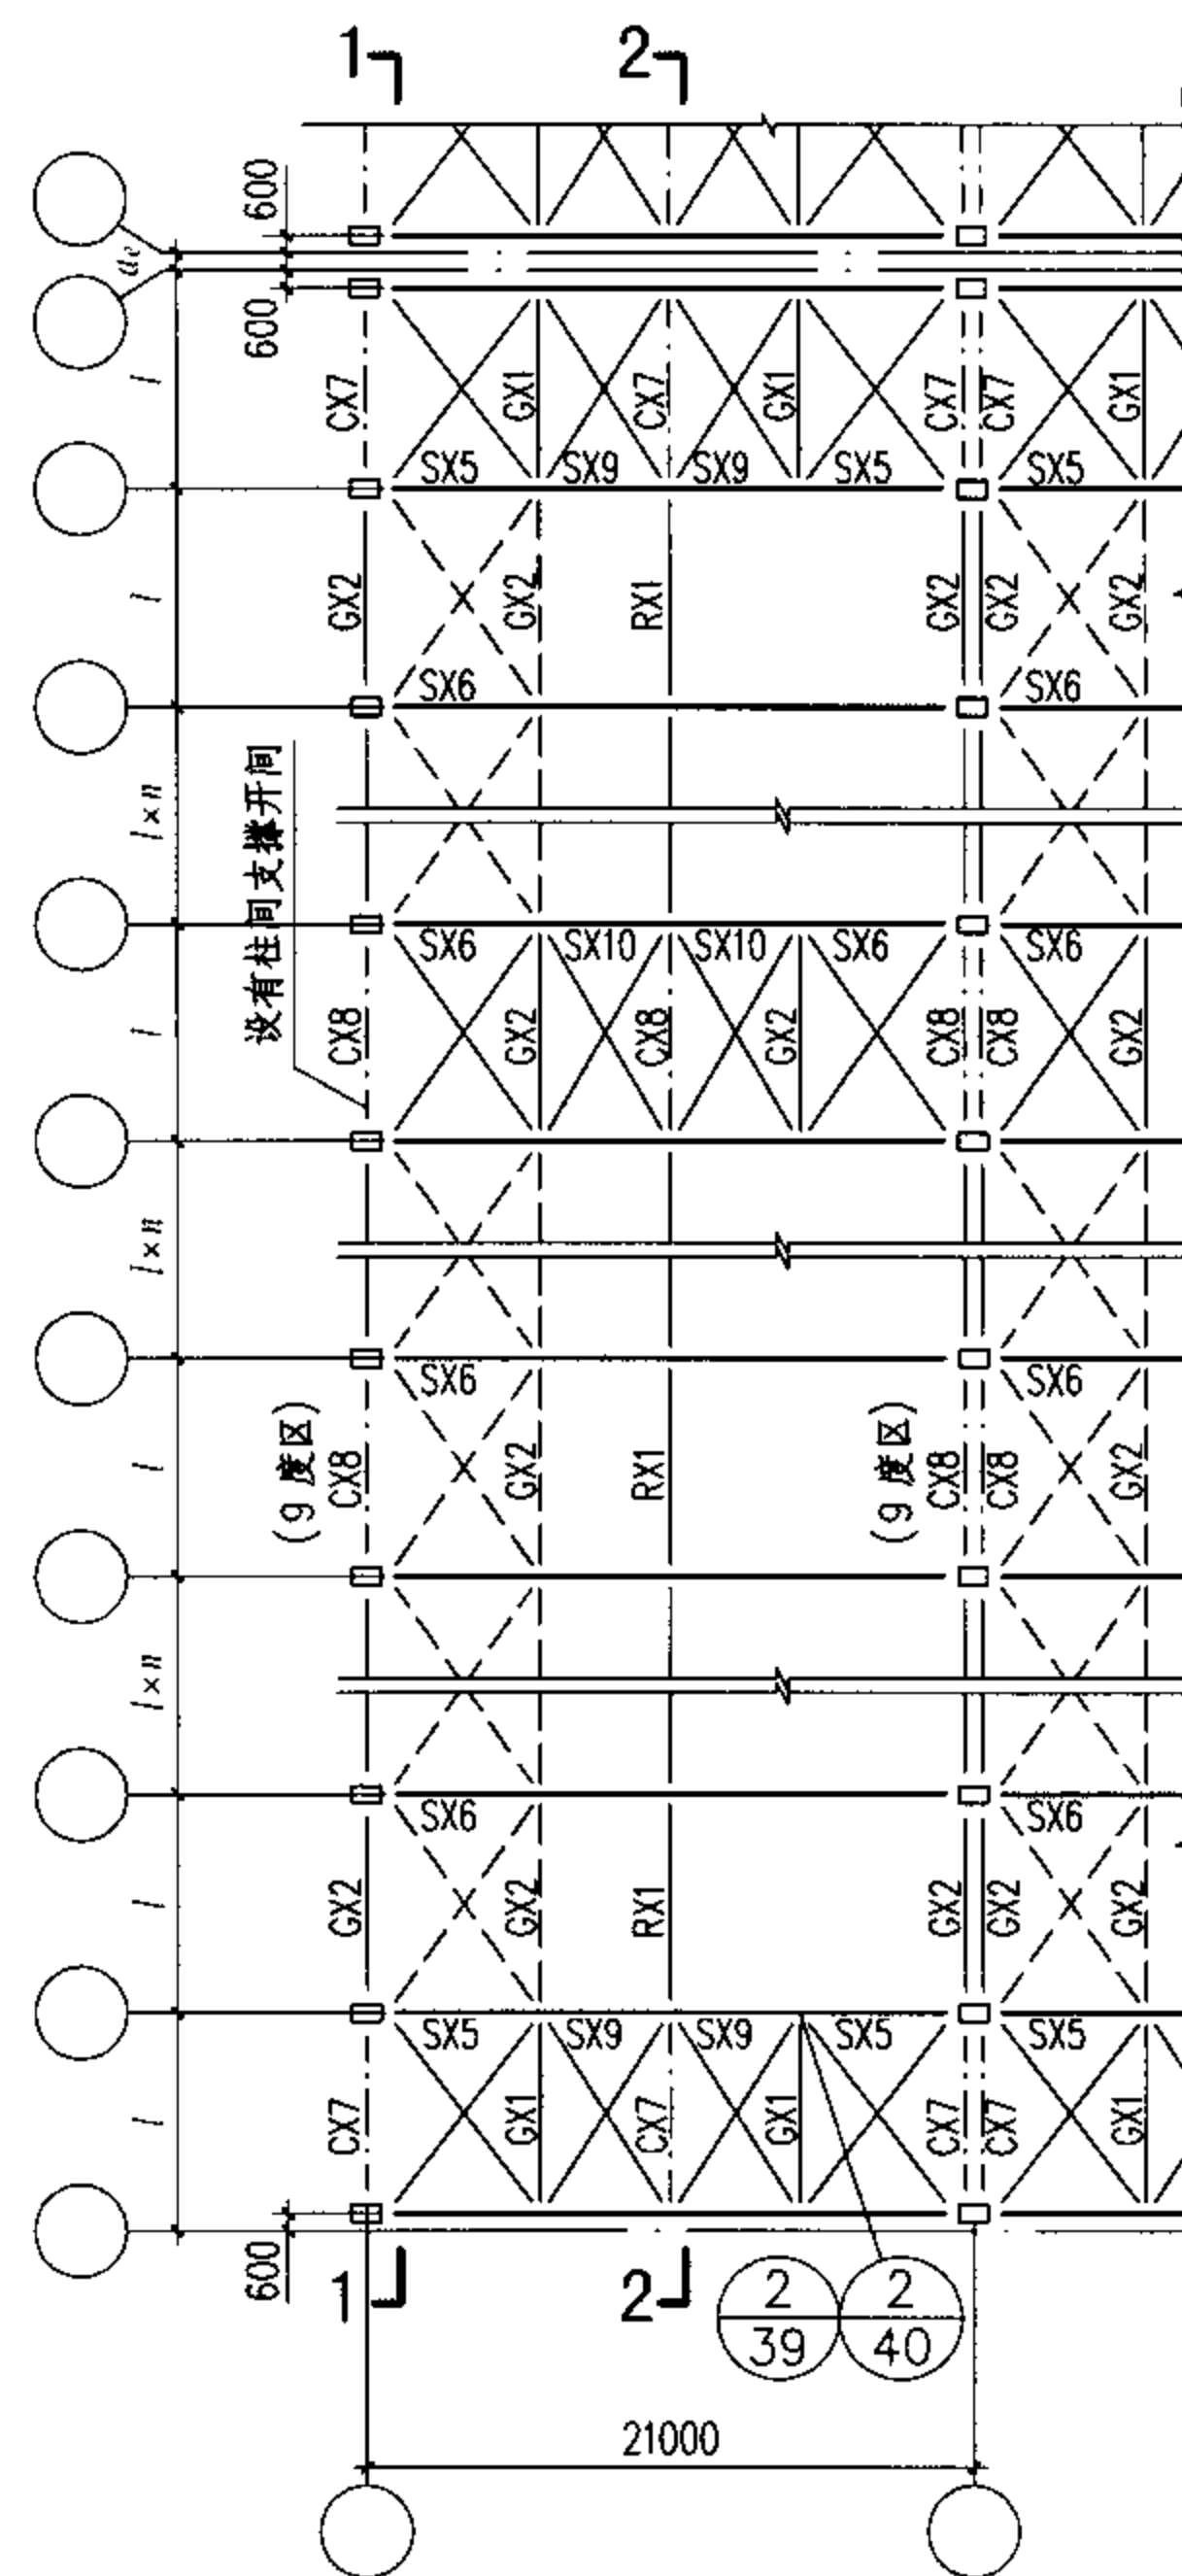 1 2
600
ae
600
l CX7 GX1 CX7 GX1 CX7 CX7 GX1
SX5 SX9 SX9 SX5 SX5
l GX2 GX2 RX1 GX2 GX2 GX2
SX6 SX6
l×n
设有柱间支撑开间
SX6 SX10 SX10 SX6 SX6
l CX8 GX2 CX8 GX2 CX8 CX8 GX2
l×n
SX6 SX6
l (9度区) CX8 GX2 RX1 (9度区) CX8 CX8 GX2
l×n
SX6 SX6
l GX2 GX2 RX1 GX2 GX2 GX2
SX5 SX9 SX9 SX5 SX5
l CX7 GX1 CX7 GX1 CX7 CX7 GX1
600
1 2
2 2
39 40
21000